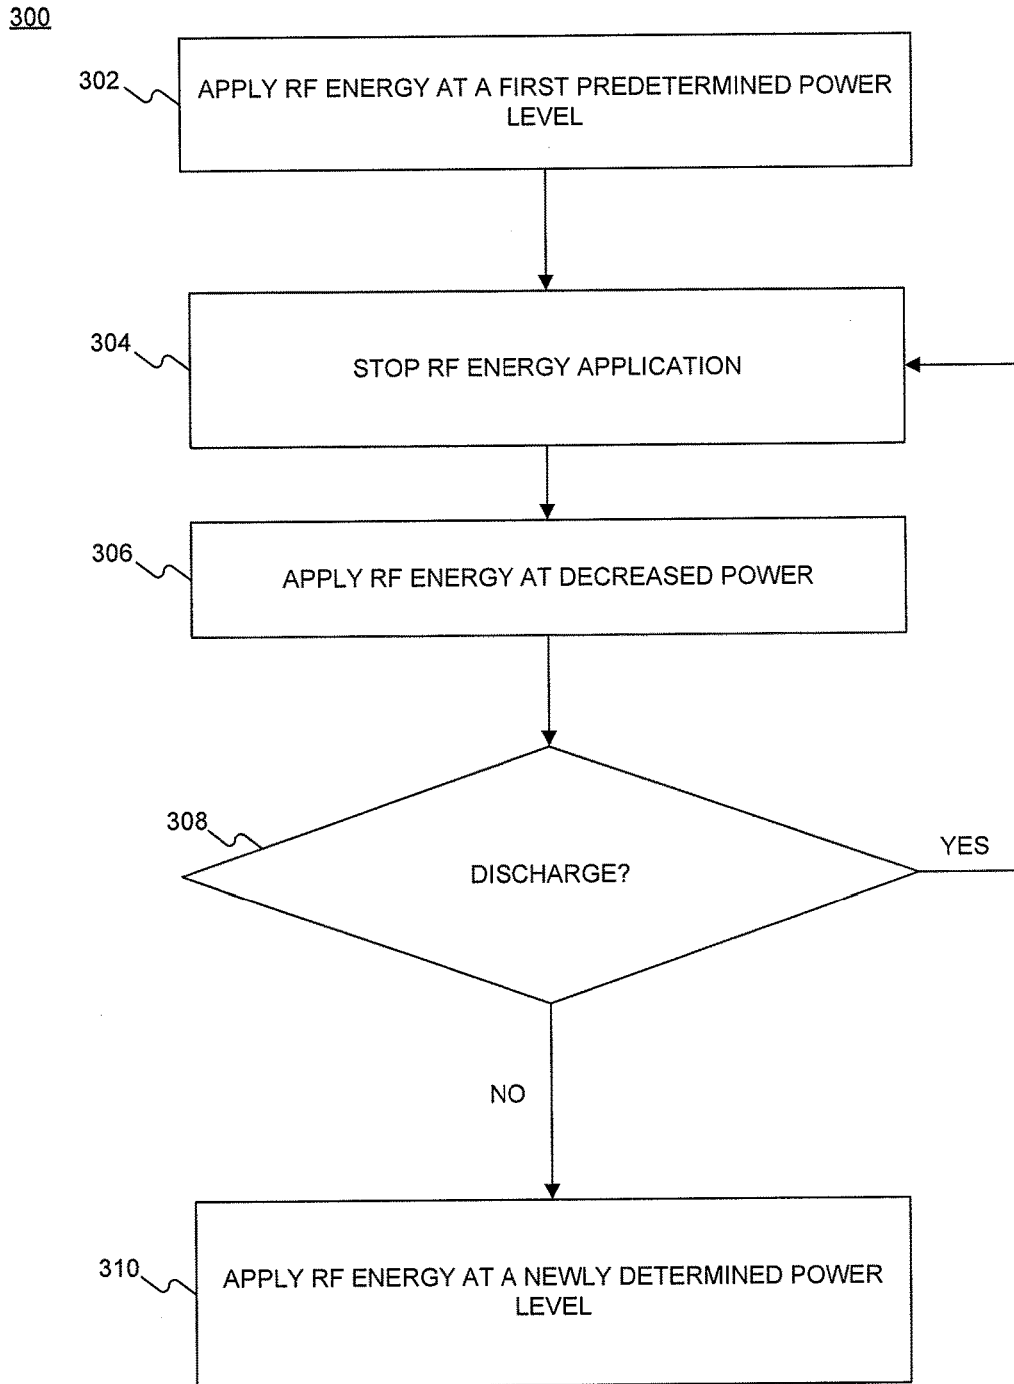 300
302
APPLY RF ENERGY AT A FIRST PREDETERMINED POWER
LEVEL
304
STOP RF ENERGY APPLICATION
306
APPLY RF ENERGY AT DECREASED POWER
308
DISCHARGE?
YES
NO
310
APPLY RF ENERGY AT A NEWLY DETERMINED POWER
LEVEL